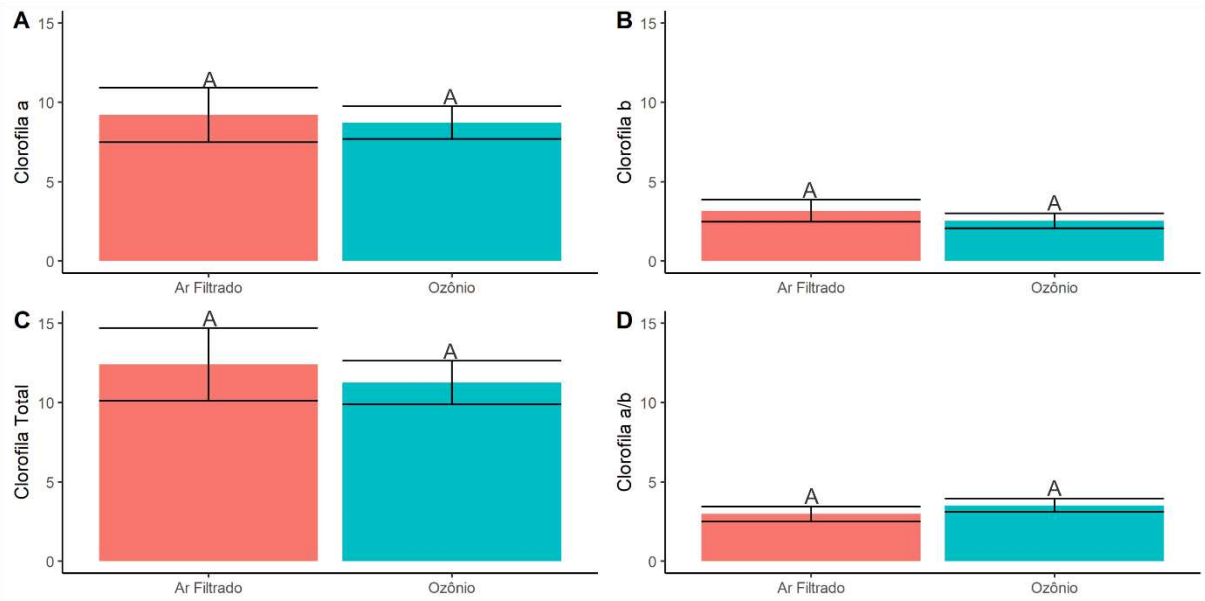 A
Clorofila a
15
10
5
0
A
A
Ar Filtrado
Ozônio
B
Clorofila b
15
10
5
0
A
A
Ar Filtrado
Ozônio
C
Clorofila Total
15
10
5
0
A
A
Ar Filtrado
Ozônio
D
Clorofila a/b
15
10
5
0
A
A
Ar Filtrado
Ozônio